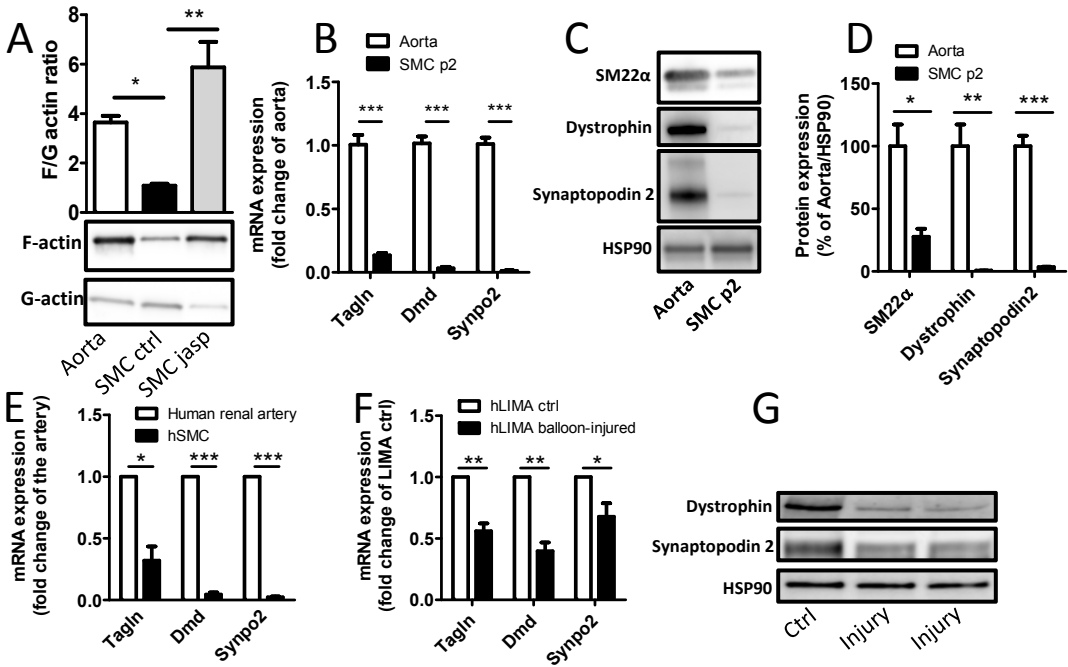 A
F/G actin ratio
8
6
4
2
0
*
**
F-actin
G-actin
Aorta
SMC ctrl
SMC jasp
B
Aorta
SMC p2
mRNA expression
(fold change of aorta)
1.5
1.0
0.5
0.0
***
***
***
Tagln
Dmd
Synpo2
C
SM22α
Dystrophin
Synaptopodin 2
HSP90
Aorta
SMC p2
D
Aorta
SMC p2
Protein expression
(% of Aorta/HSP90)
150
100
50
0
*
**
***
SM22α
Dystrophin
Synaptopodin2
E
Human renal artery
hSMC
mRNA expression
(fold change of the artery)
1.5
1.0
0.5
0.0
*
***
***
Tagln
Dmd
Synpo2
F
hLIMA ctrl
hLIMA balloon-injured
mRNA expression
(fold change of LIMA ctrl)
1.5
1.0
0.5
0.0
**
**
*
Tagln
Dmd
Synpo2
G
Dystrophin
Synaptopodin 2
HSP90
Ctrl
Injury
Injury